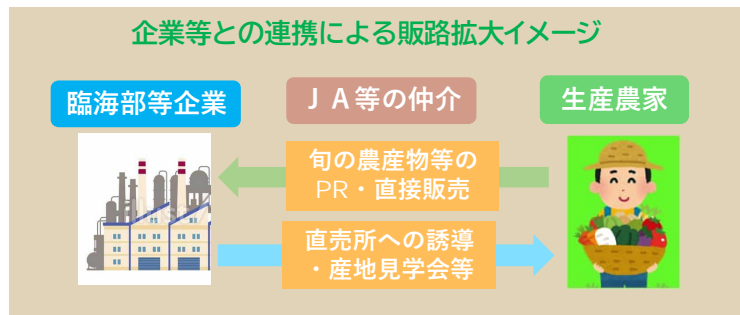 企業等との連携による販路拡大イメージ
臨海部等企業
ＪＡ等の仲介
生産農家
旬の農産物等の
PR・直接販売
直売所への誘導
・産地見学会等